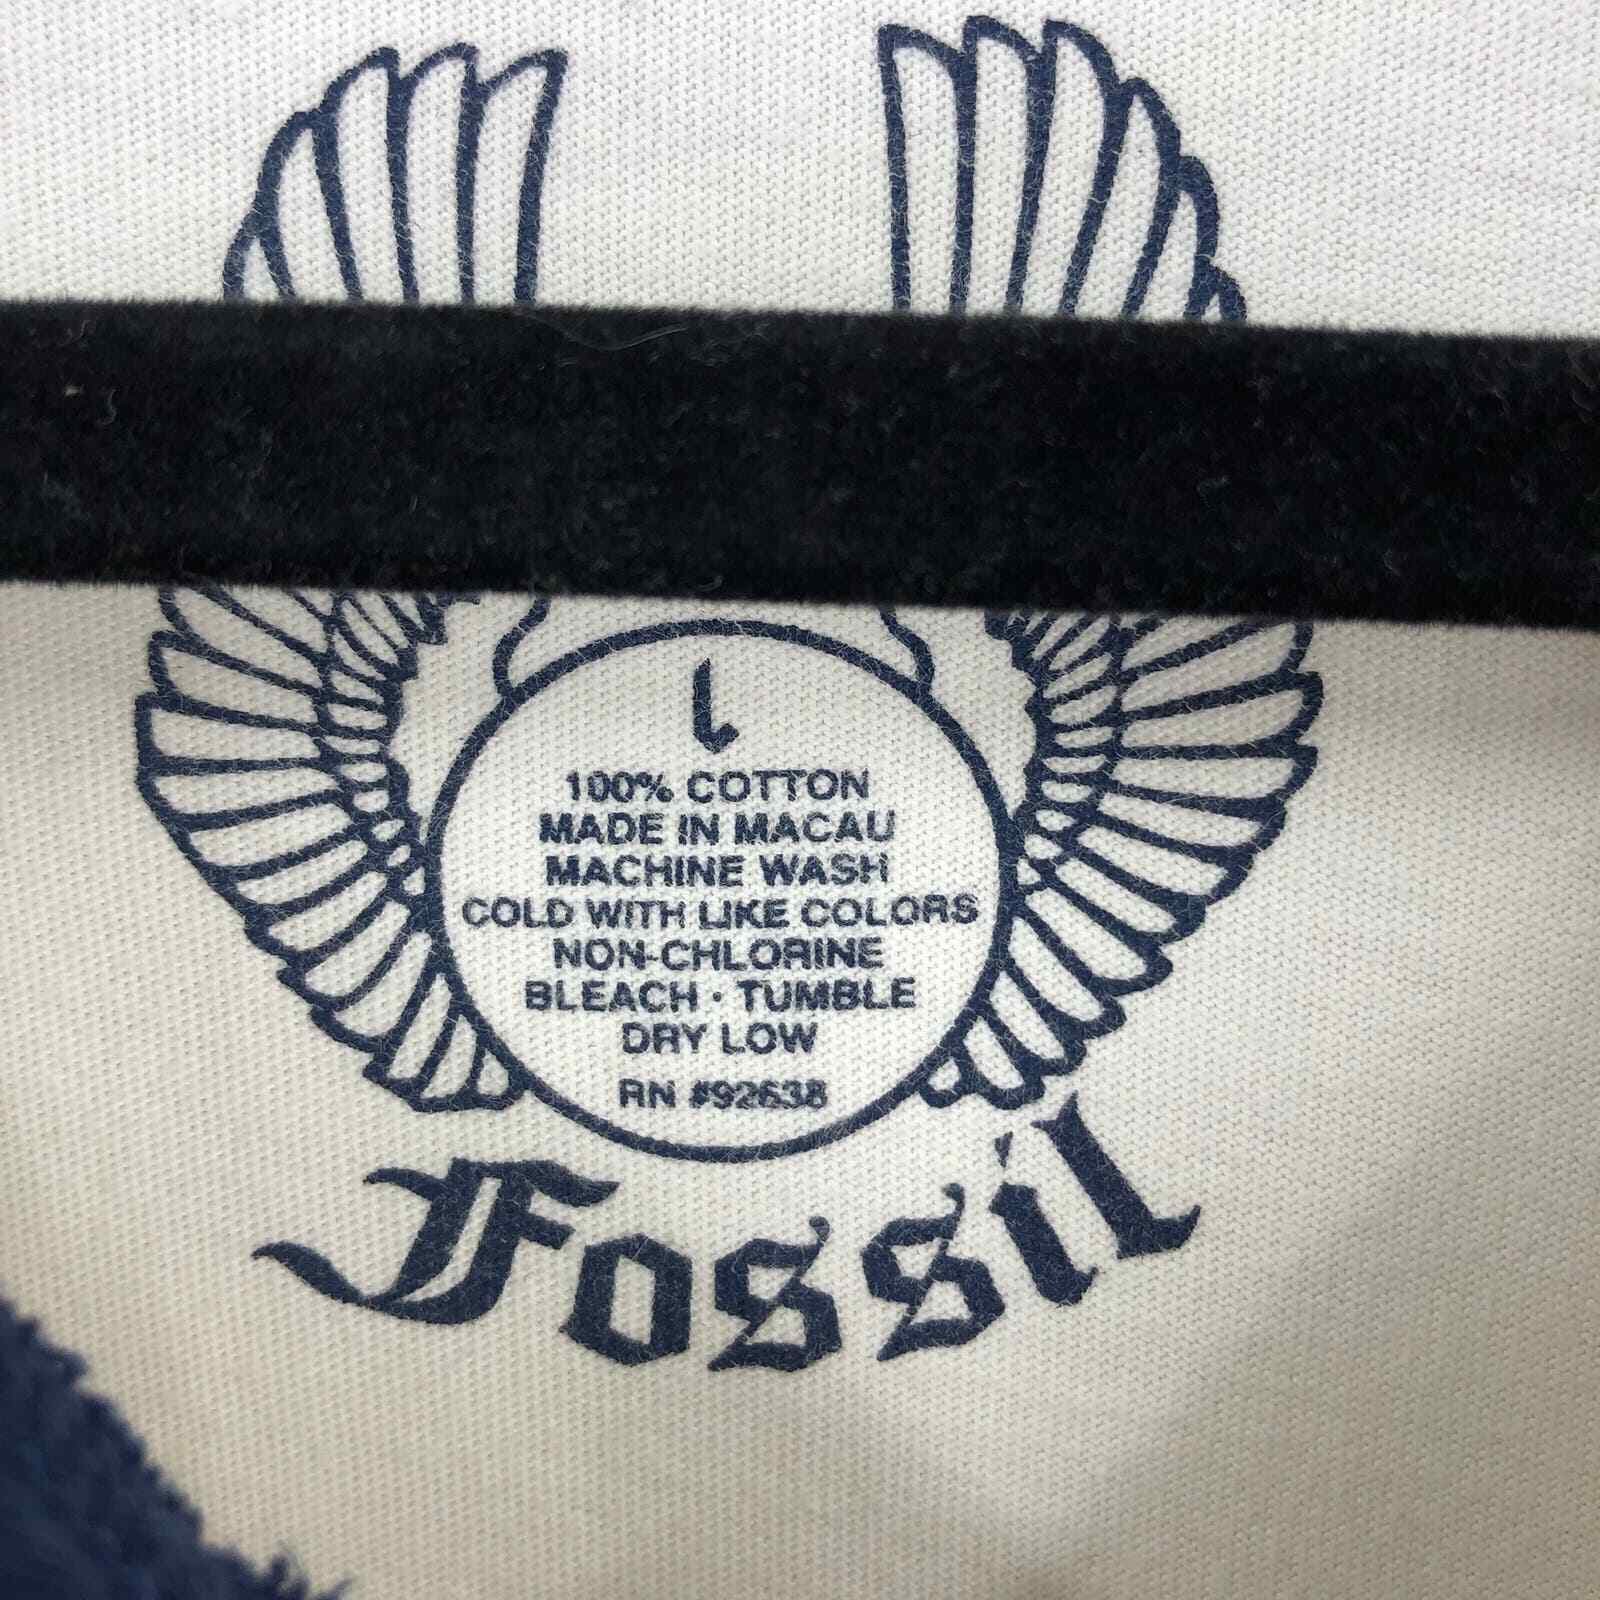 L
100% COTTON
MADE IN MACAU
MACHINE WASH
COLD WITH LIKE COLORS
NON-CHLORINE
BLEACH · TUMBLE
DRY LOW
RN #92638
Fossil